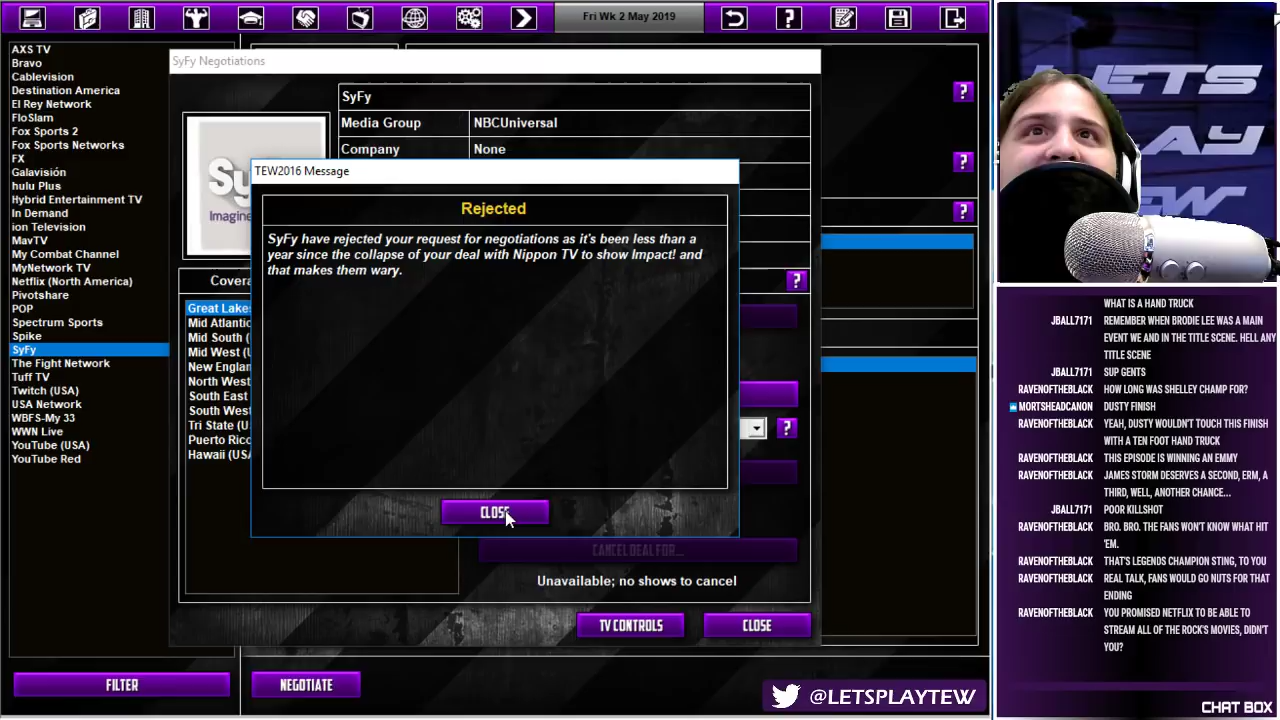 Fri Wk 2 May 2019
AXS TV
Bravo
Cablevision
Destination America
El Rey Network
FloSlam
Fox Sports 2
Fox Sports Networks
FX
Galavisión
hulu Plus
Hybrid Entertainment TV
In Demand
ion Television
MavTV
My Combat Channel
MyNetwork TV
Netflix (North America)
Pivotshare
POP
Spectrum Sports
Spike
SyFy
The Fight Network
Tuff TV
Twitch (USA)
USA Network
WBFS-My 33
WWN Live
YouTube (USA)
YouTube Red
FILTER
NEGOTIATE
SyFy Negotiations
SyFy
Media Group NBCUniversal
Company None
Sy
Imagine
TEW2016 Message
Rejected
SyFy have rejected your request for negotiations as it's been less than a
year since the collapse of your deal with Nippon TV to show Impact! and
that makes them wary.
CLOSE
Covera
Great Lake
Mid Atlantic
Mid South (
Mid West (U
New England
North West
South East
South West
Tri State (U
Puerto Rico
Hawaii (USA
CANCEL DEAL FOR...
Unavailable; no shows to cancel
TV CONTROLS
CLOSE
@LETSPLAYTEW
LETS
PLAY
TEW
WHAT IS A HAND TRUCK
JBALL7171 REMEMBER WHEN BRODIE LEE WAS A MAIN
EVENT WE AND IN THE TITLE SCENE. HELL ANY
TITLE SCENE
JBALL7171 SUP GENTS
RAVENOFTHEBLACK HOW LONG WAS SHELLEY CHAMP FOR?
MORTSHEADCANON DUSTY FINISH
RAVENOFTHEBLACK YEAH, DUSTY WOULDN'T TOUCH THIS FINISH
WITH A TEN FOOT HAND TRUCK
RAVENOFTHEBLACK THIS EPISODE IS WINNING AN EMMY
RAVENOFTHEBLACK JAMES STORM DESERVES A SECOND, ERM, A
THIRD, WELL, ANOTHER CHANCE...
JBALL7171 POOR KILLSHOT
RAVENOFTHEBLACK BRO. BRO. THE FANS WON'T KNOW WHAT HIT
'EM.
RAVENOFTHEBLACK THAT'S LEGENDS CHAMPION STING, TO YOU
RAVENOFTHEBLACK REAL TALK, FANS WOULD GO NUTS FOR THAT
ENDING
RAVENOFTHEBLACK YOU PROMISED NETFLIX TO BE ABLE TO
STREAM ALL OF THE ROCK'S MOVIES, DIDN'T
YOU?
CHAT BOX